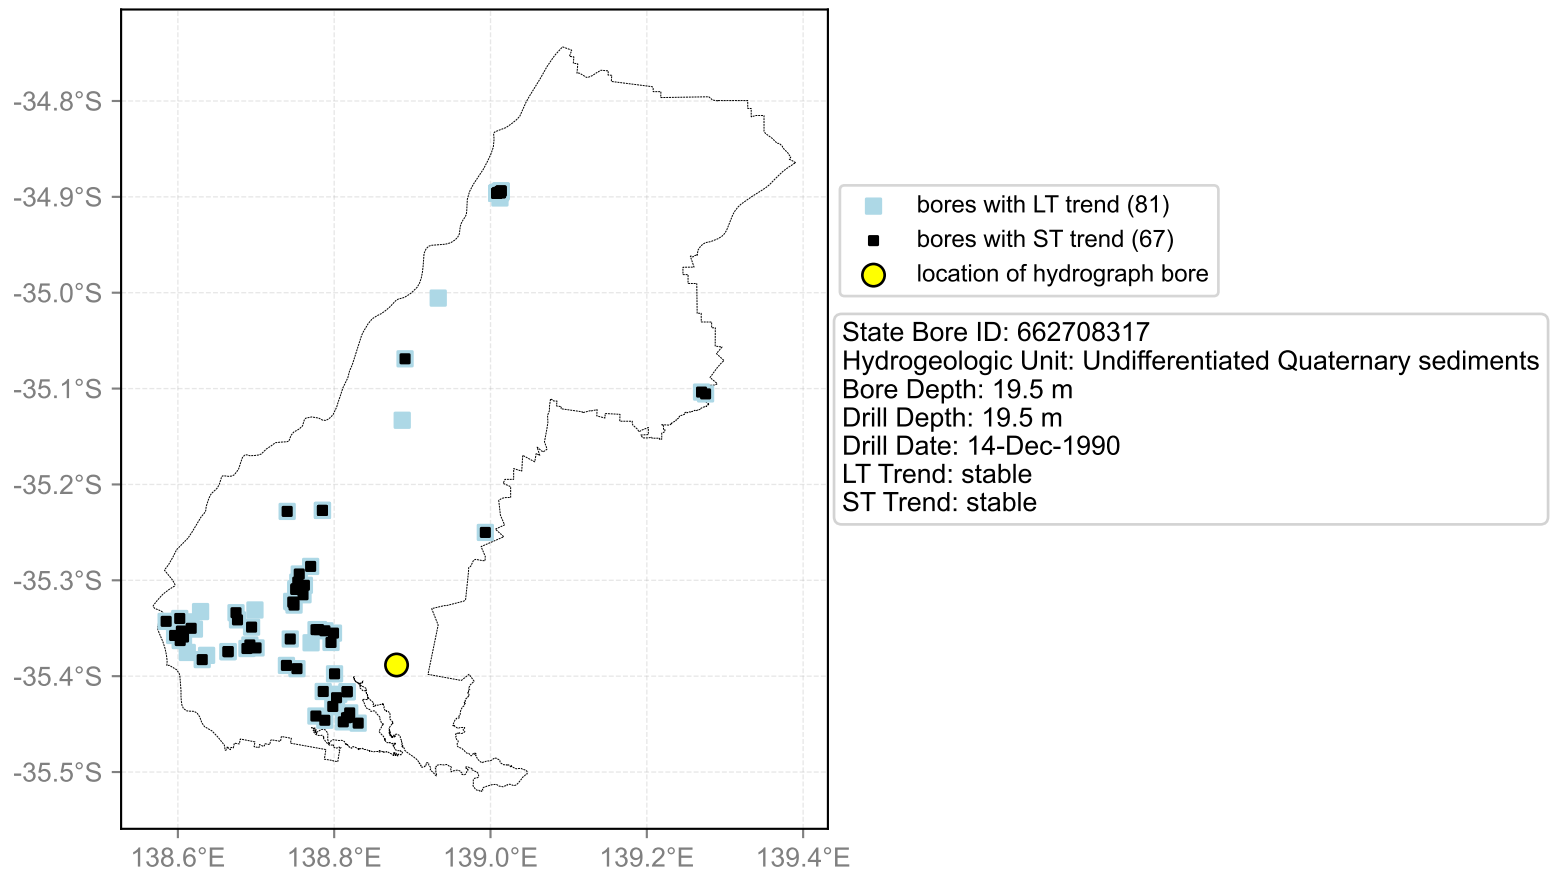 -34.8°S
-34.9°S
-35.0°S
-35.1°S
-35.2°S
-35.3°S
-35.4°S
-35.5°S
138.6°E 138.8°E 139.0°E 139.2°E 139.4°E
bores with LT trend (81)
bores with ST trend (67)
location of hydrograph bore
State Bore ID: 662708317
Hydrogeologic Unit: Undifferentiated Quaternary sediments
Bore Depth: 19.5 m
Drill Depth: 19.5 m
Drill Date: 14-Dec-1990
LT Trend: stable
ST Trend: stable